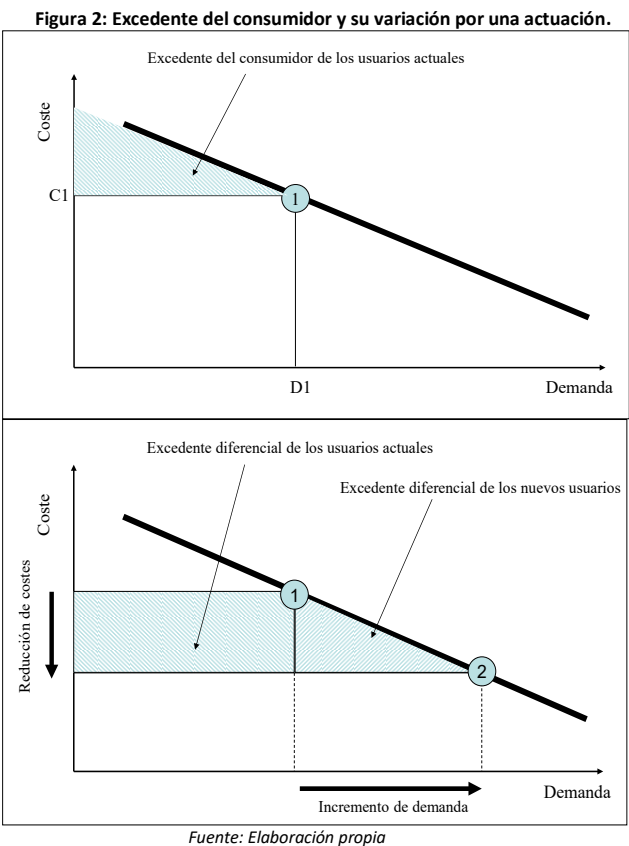 Figura 2: Excedente del consumidor y su variación por una actuación.
Excedente del consumidor de los usuarios actuales
Coste
C1
1
D1
Demanda
Excedente diferencial de los usuarios actuales
Excedente diferencial de los nuevos usuarios
Coste
Reducción de costes
1
2
Demanda
Incremento de demanda
Fuente: Elaboración propia